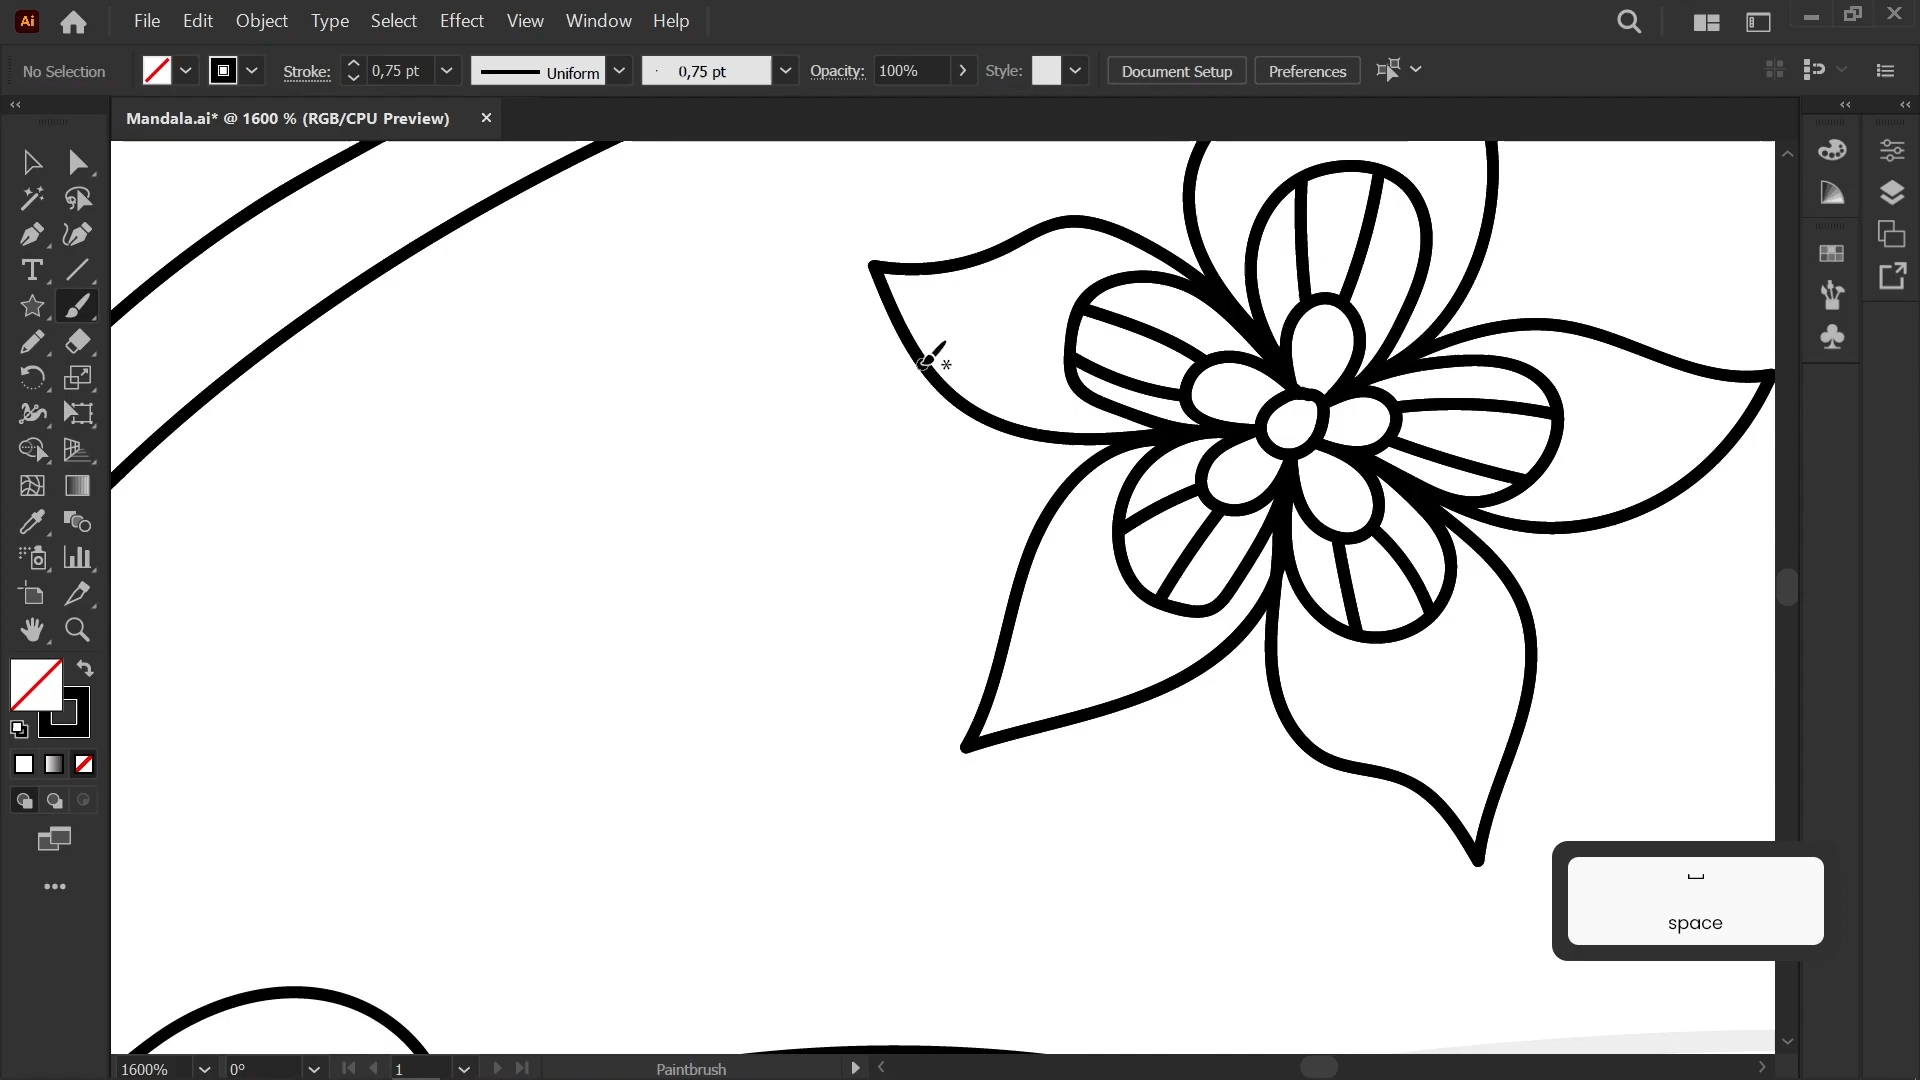 Ai File Edit Object Type Select Effect View Window Help
No Selection Stroke: 0,75 pt Uniform 0,75 pt Opacity: 100% Style: Document Setup Preferences
Mandala.ai* @ 1600 % (RGB/CPU Preview)
space
1600% 0° 1 Paintbrush